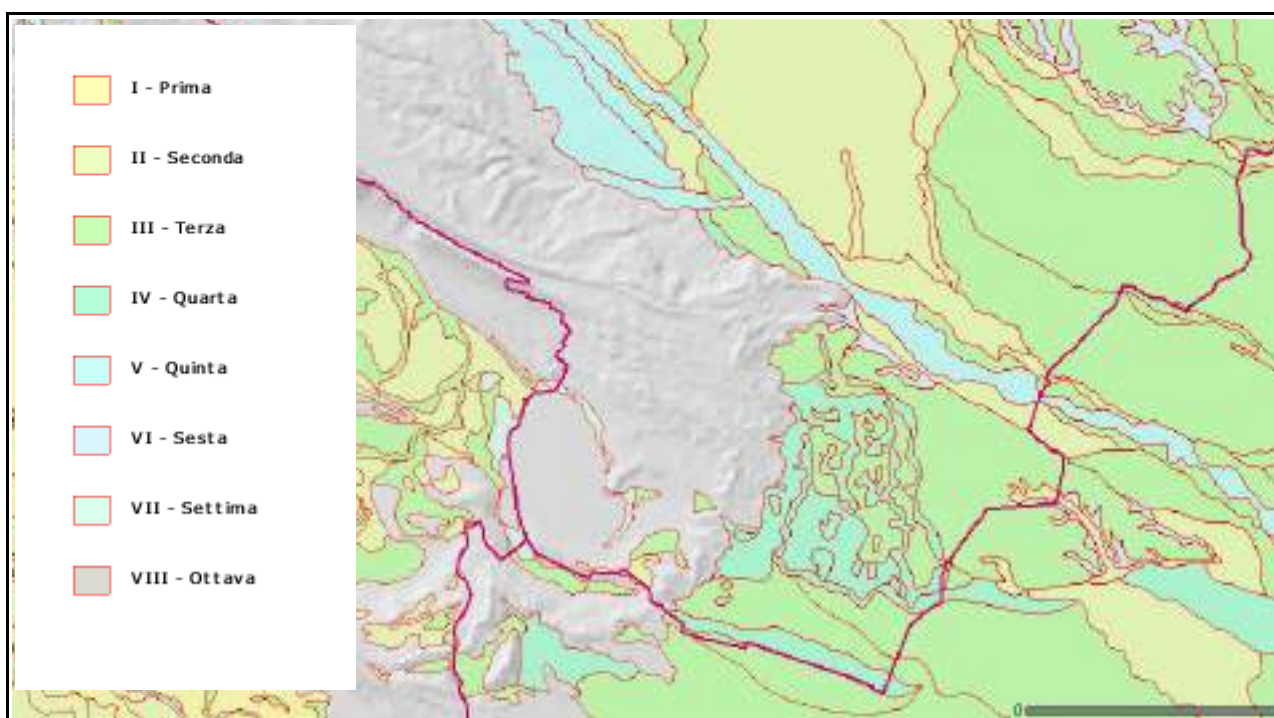 I - Prima
II - Seconda
III - Terza
IV - Quarta
V - Quinta
VI - Sesta
VII - Settima
VIII - Ottava
0